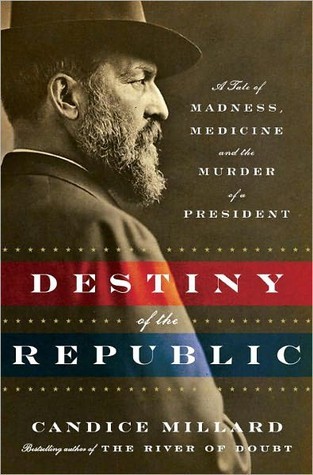 A Tale of
MADNESS,
MEDICINE
and the
MURDER
of a
PRESIDENT
DESTINY
of the
REPUBLIC
CANDICE MILLARD
Bestselling author of THE RIVER OF DOUBT